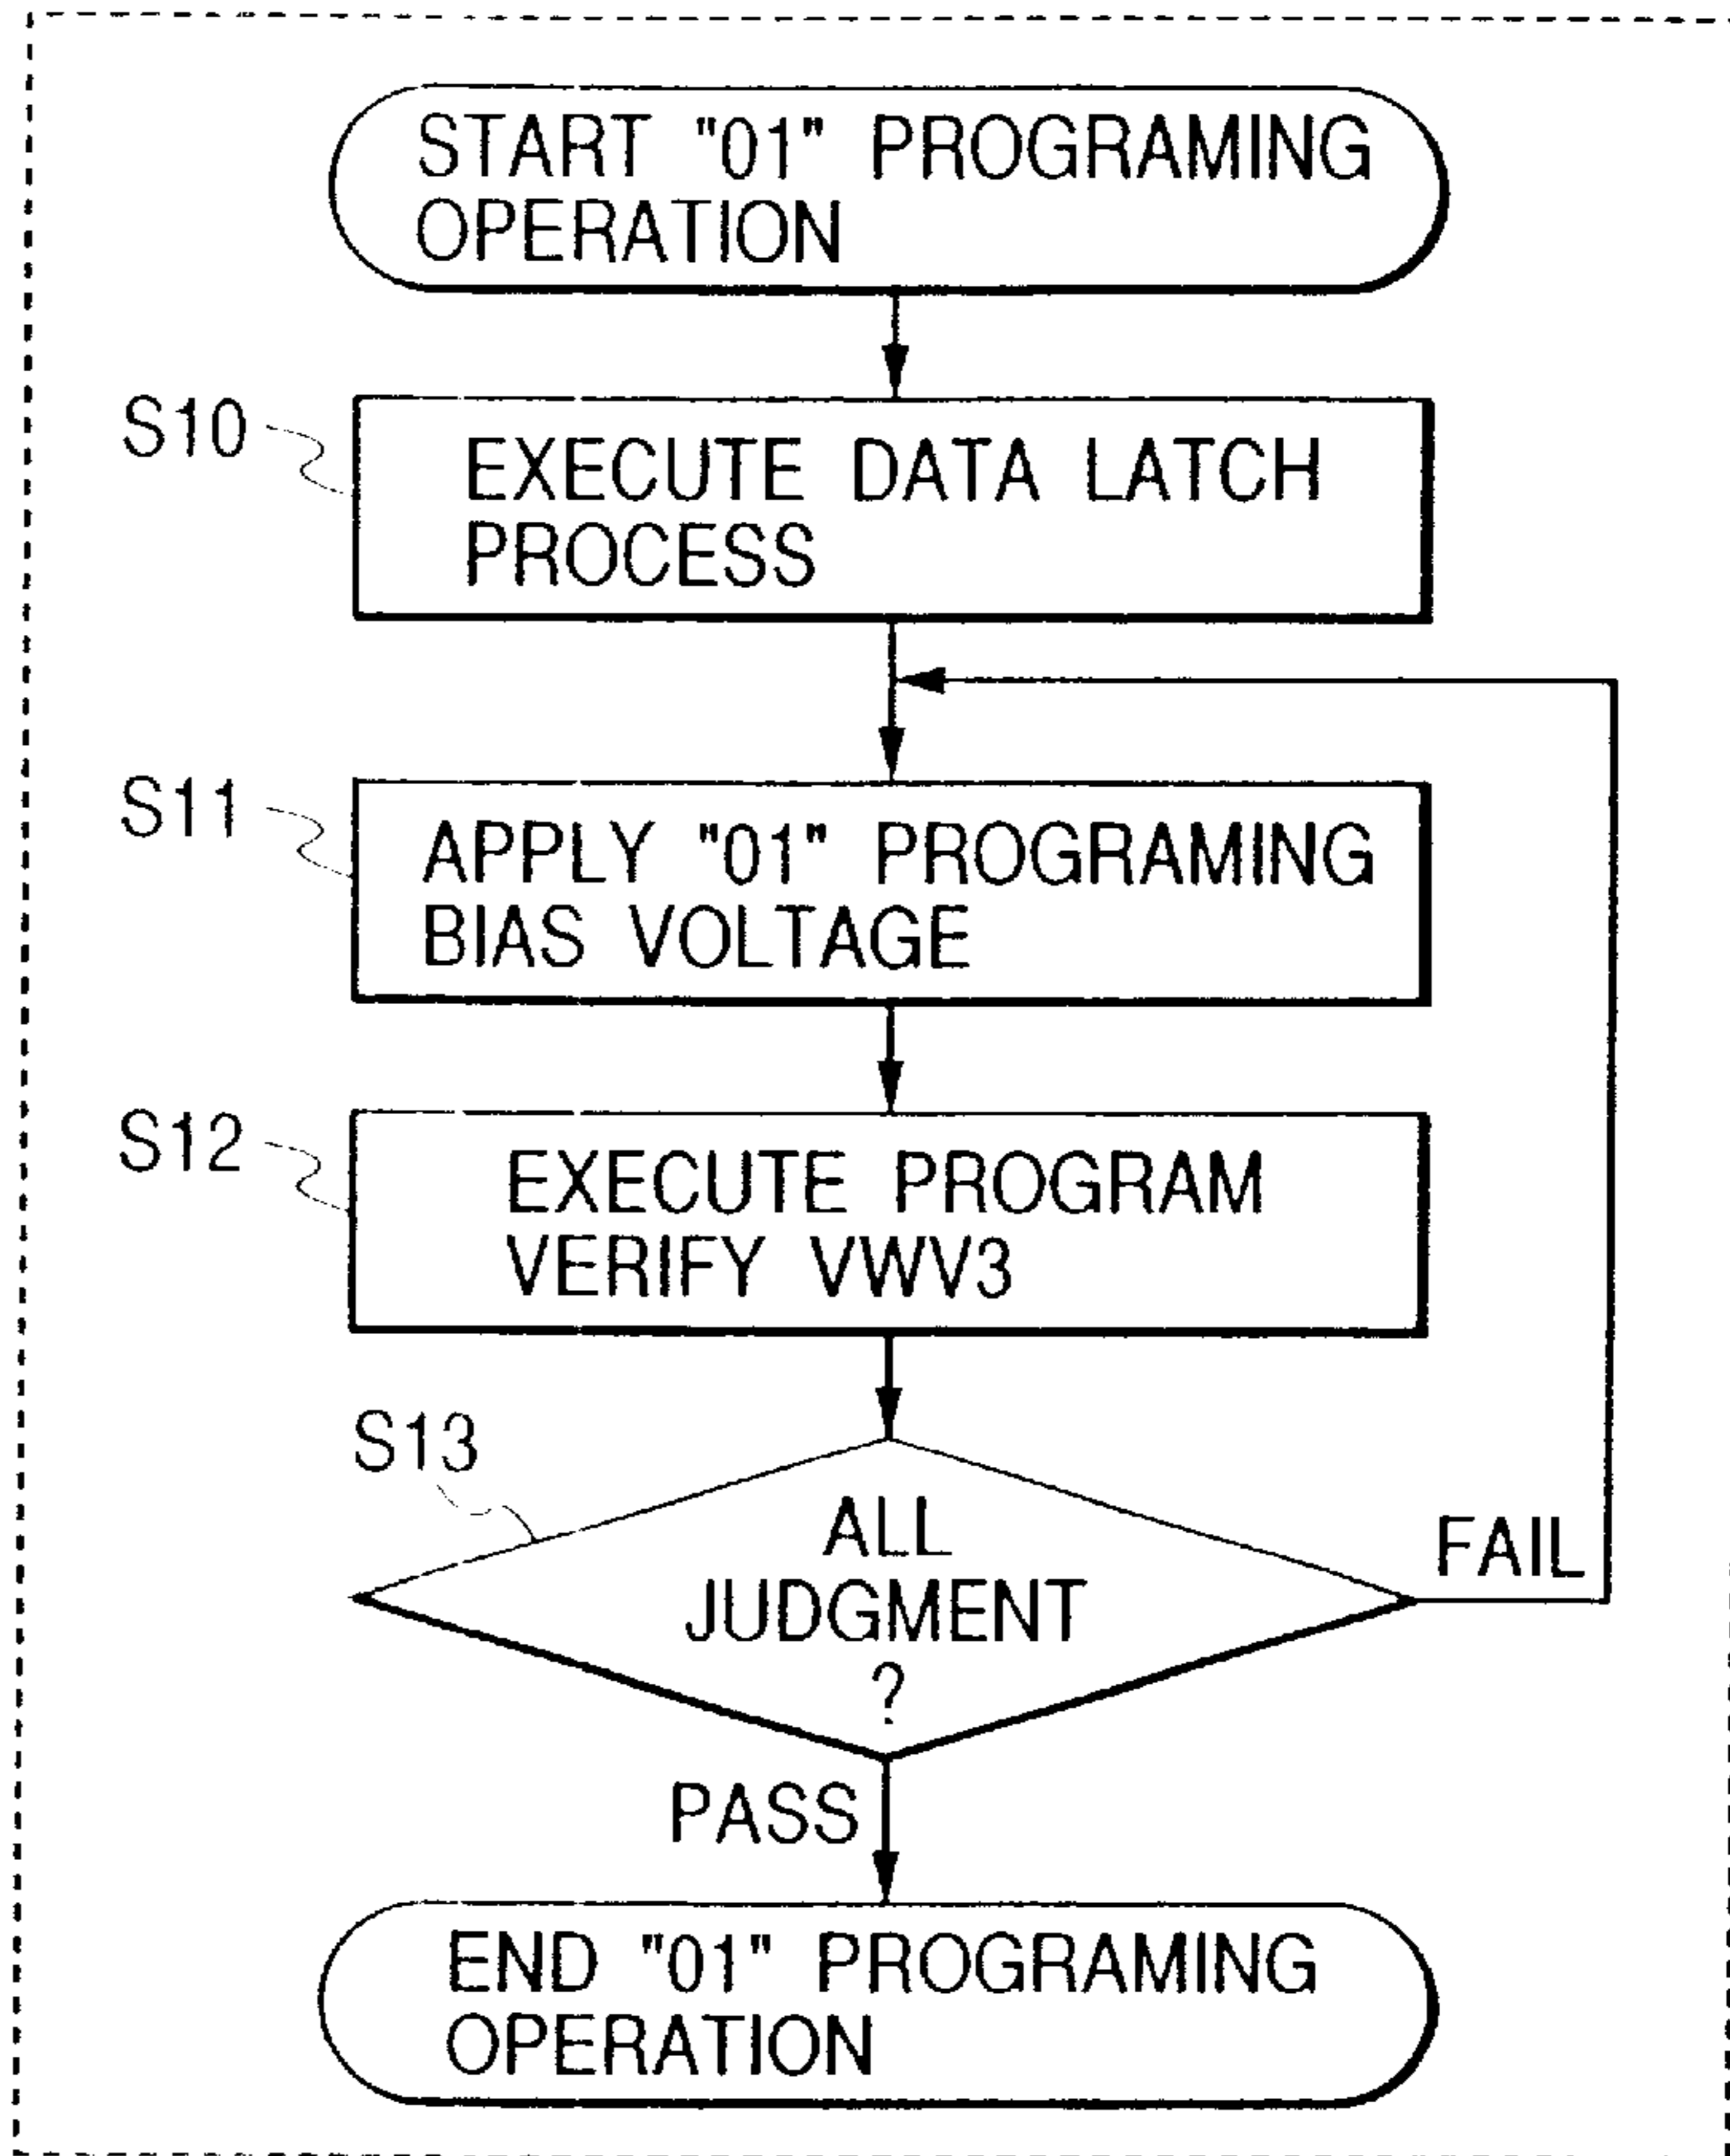 START "01" PROGRAMING
OPERATION
S10
EXECUTE DATA LATCH
PROCESS
S11
APPLY "01" PROGRAMING
BIAS VOLTAGE
S12
EXECUTE PROGRAM
VERIFY VWV3
S13
ALL
JUDGMENT
?
FAIL
PASS
END "01" PROGRAMING
OPERATION